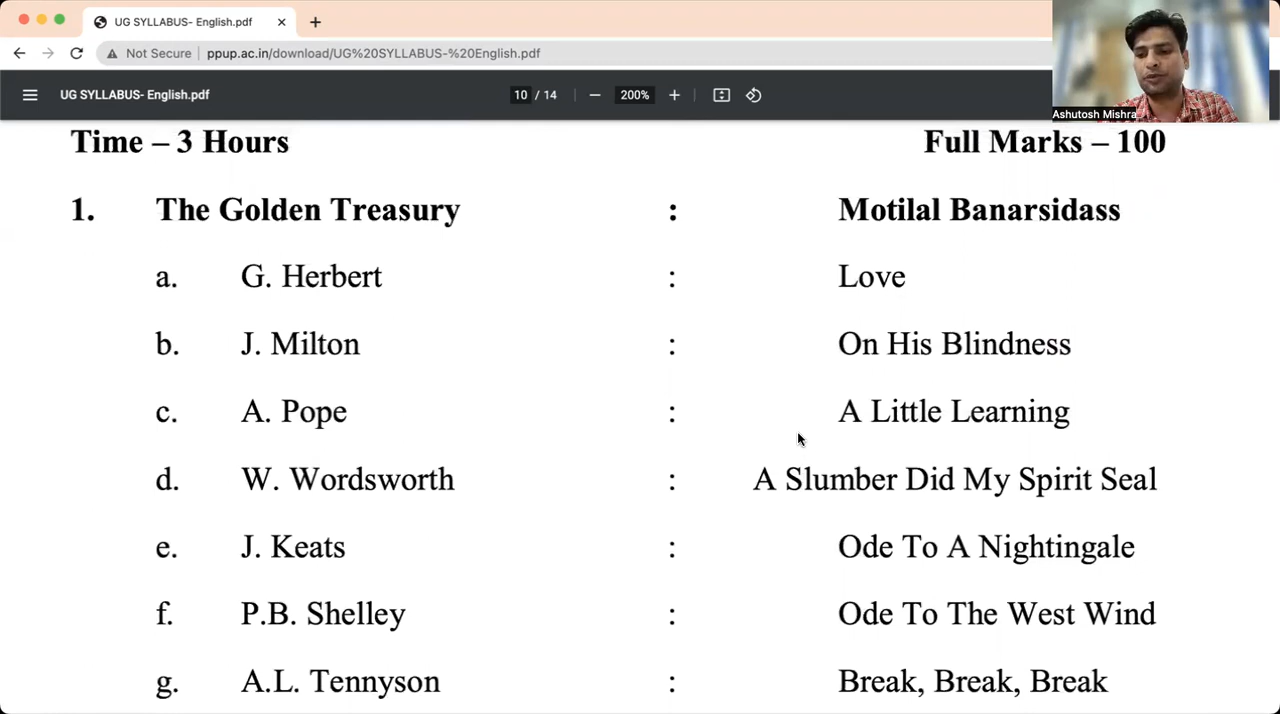 UG SYLLABUS- English.pdf
Not Secure ppup.ac.in/download/UG%20SYLLABUS-%20English.pdf
UG SYLLABUS- English.pdf 10 / 14 200%
Ashutosh Mishra
Time – 3 Hours Full Marks – 100
1. The Golden Treasury : Motilal Banarsidass
a. G. Herbert : Love
b. J. Milton : On His Blindness
c. A. Pope : A Little Learning
d. W. Wordsworth : A Slumber Did My Spirit Seal
e. J. Keats : Ode To A Nightingale
f. P.B. Shelley : Ode To The West Wind
g. A.L. Tennyson : Break, Break, Break